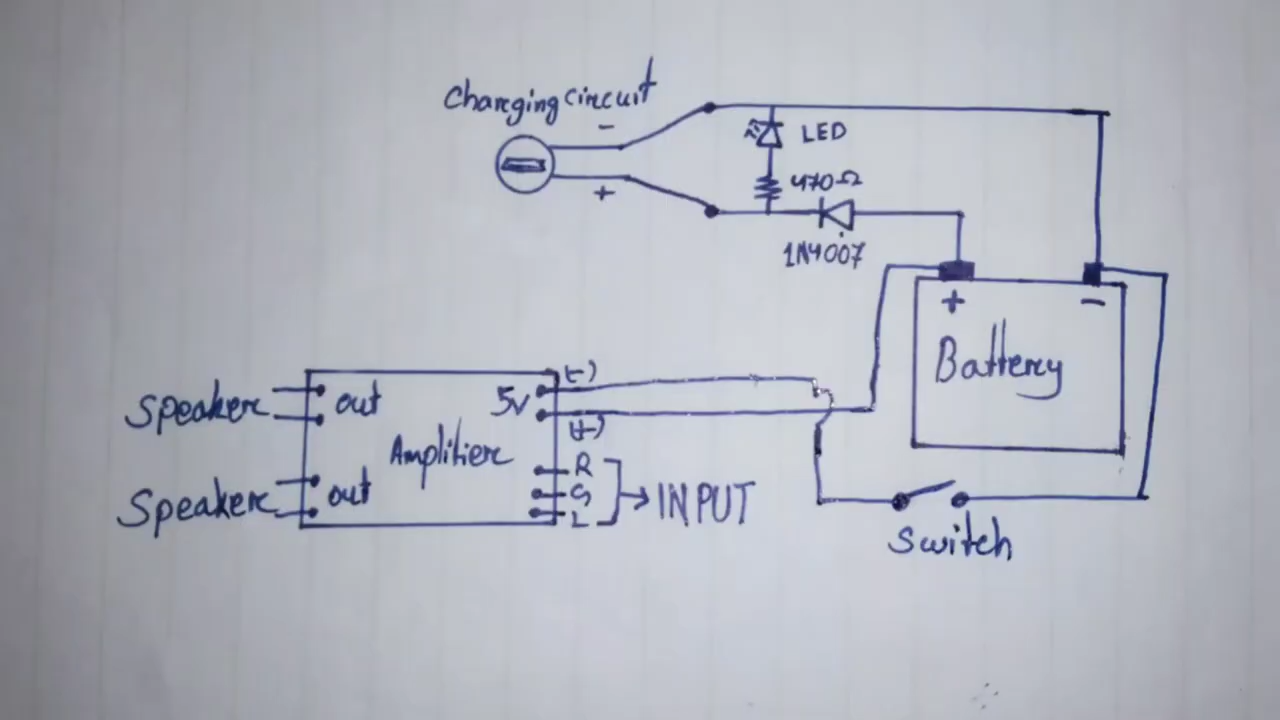 Charging circuit
-
+
LED
470Ω
1N4007
+ -
Battery
Speaker out
5v (-)
(+)
Amplifier
Speaker out
R
G
L
INPUT
Switch